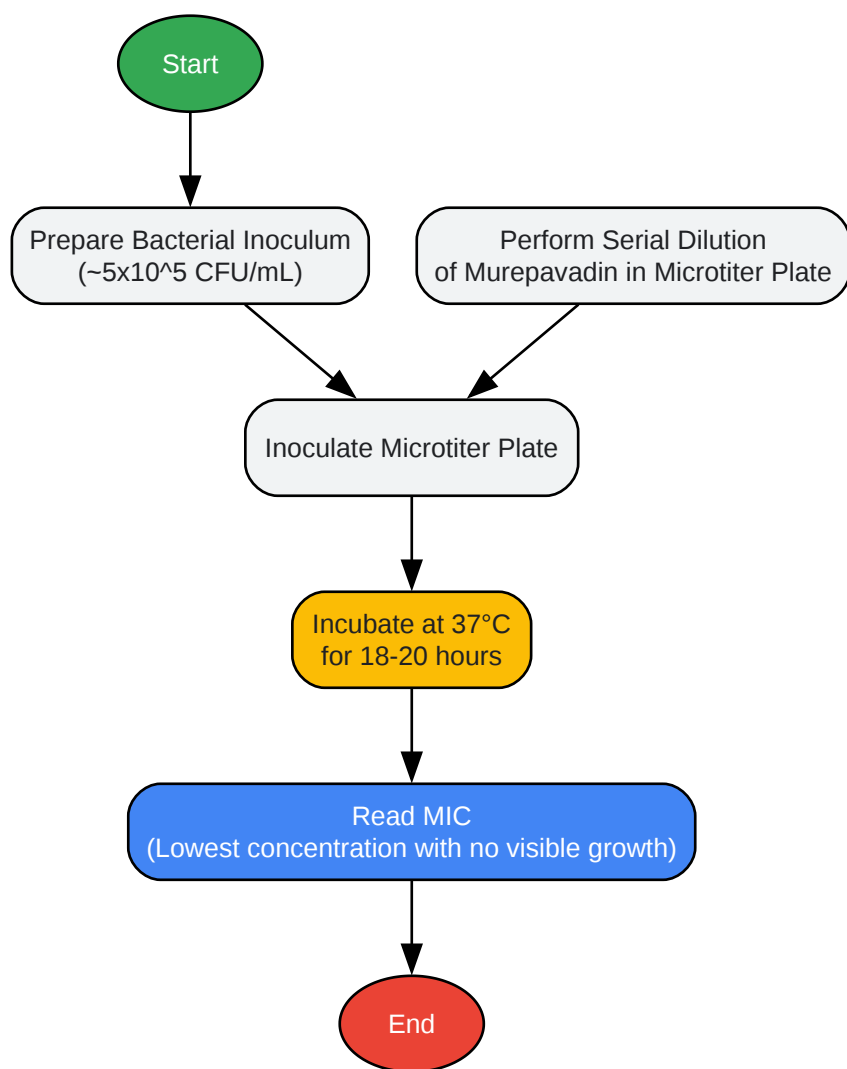 Start
Prepare Bacterial Inoculum
(~5x10^5 CFU/mL)
Perform Serial Dilution
of Murepavadin in Microtiter Plate
Inoculate Microtiter Plate
Incubate at 37°C
for 18-20 hours
Read MIC
(Lowest concentration with no visible growth)
End